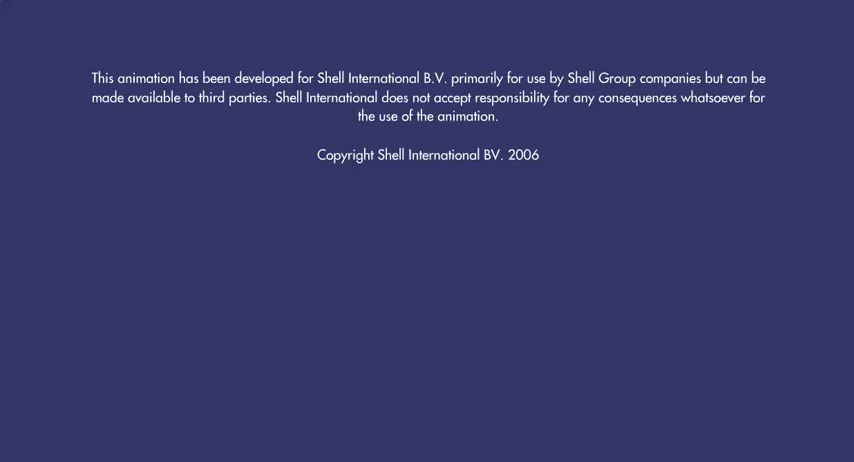 This animation has been developed for Shell International B.V. primarily for use by Shell Group companies but can be
made available to third parties. Shell International does not accept responsibility for any consequences whatsoever for
the use of the animation.
Copyright Shell International BV. 2006